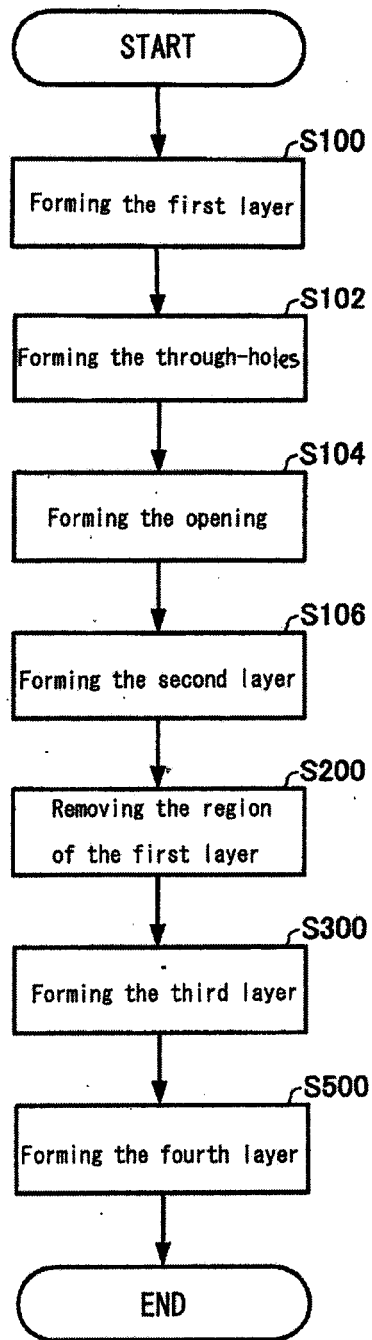 START
S100
Forming the first layer
S102
Forming the through-holes
S104
Forming the opening
S106
Forming the second layer
S200
Removing the region
of the first layer
S300
Forming the third layer
S500
Forming the fourth layer
END